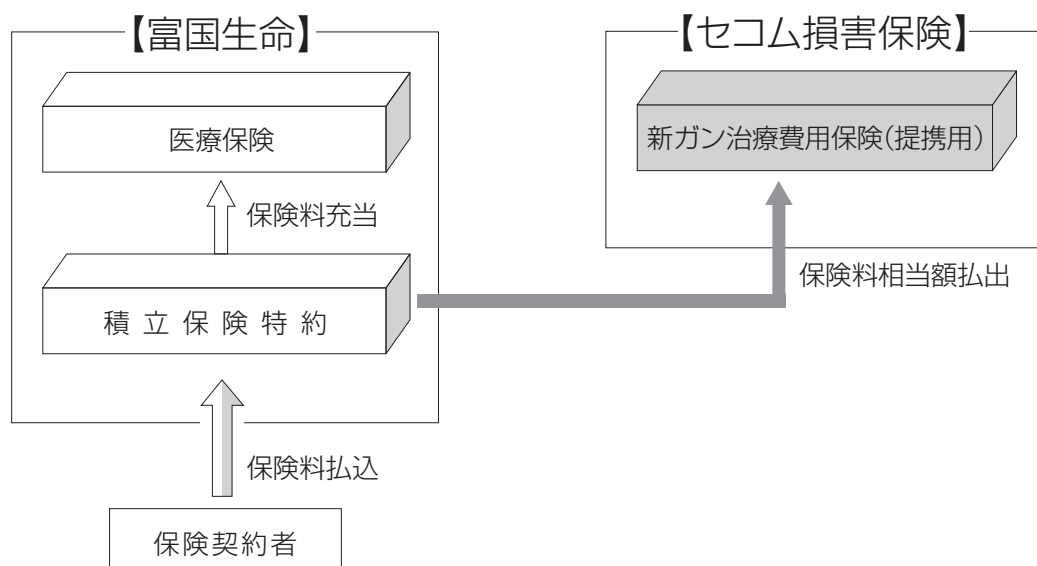 【富国生命】
医療保険
保険料充当
積立保険特約
保険料払込
保険契約者
【セコム損害保険】
新ガン治療費用保険(提携用)
保険料相当額払出